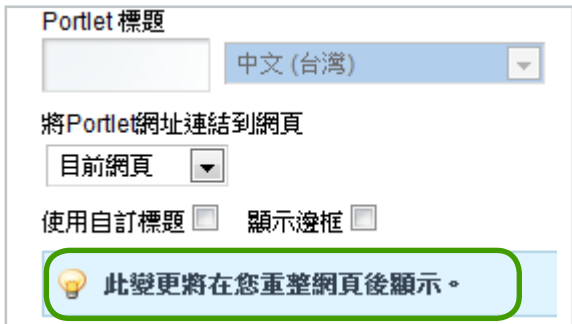 Portlet 標題
中文 (台灣)
將Portlet網址連結到網頁
目前網頁
使用自訂標題 顯示邊框
此變更將在您重整網頁後顯示。